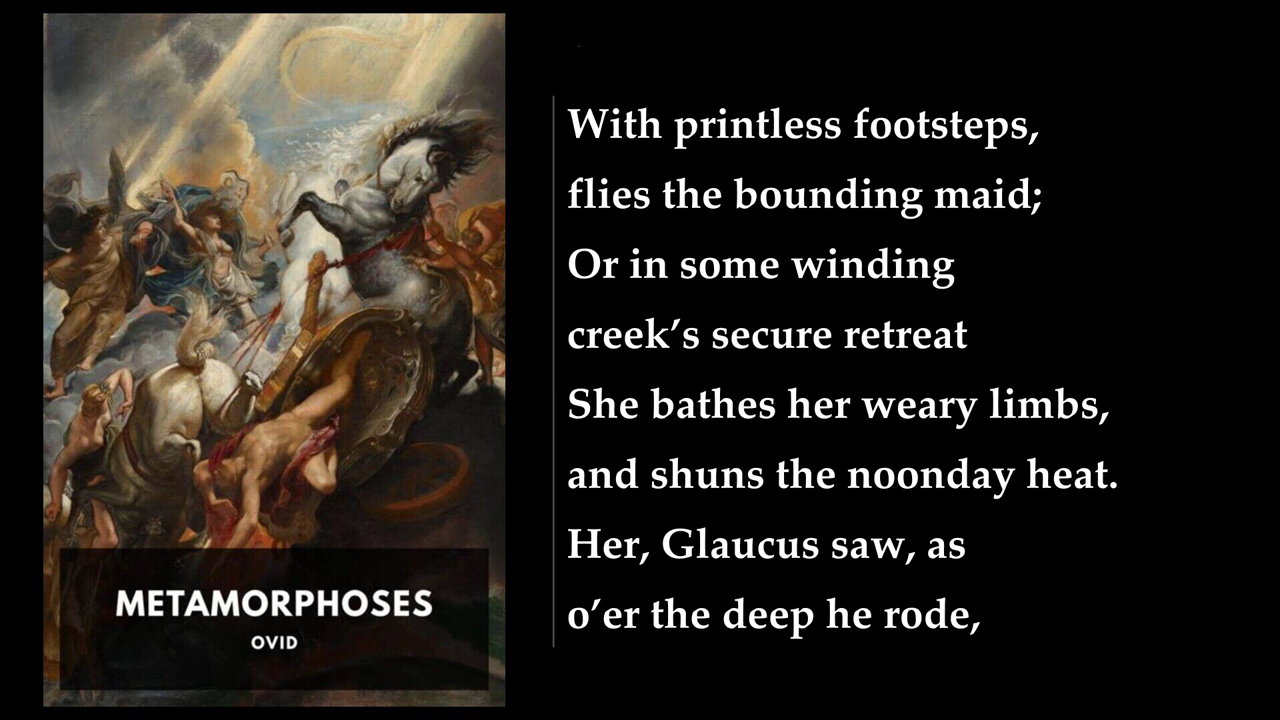 METAMORPHOSES
OVID
With printless footsteps,
flies the bounding maid;
Or in some winding
creek’s secure retreat
She bathes her weary limbs,
and shuns the noonday heat.
Her, Glaucus saw, as
o’er the deep he rode,